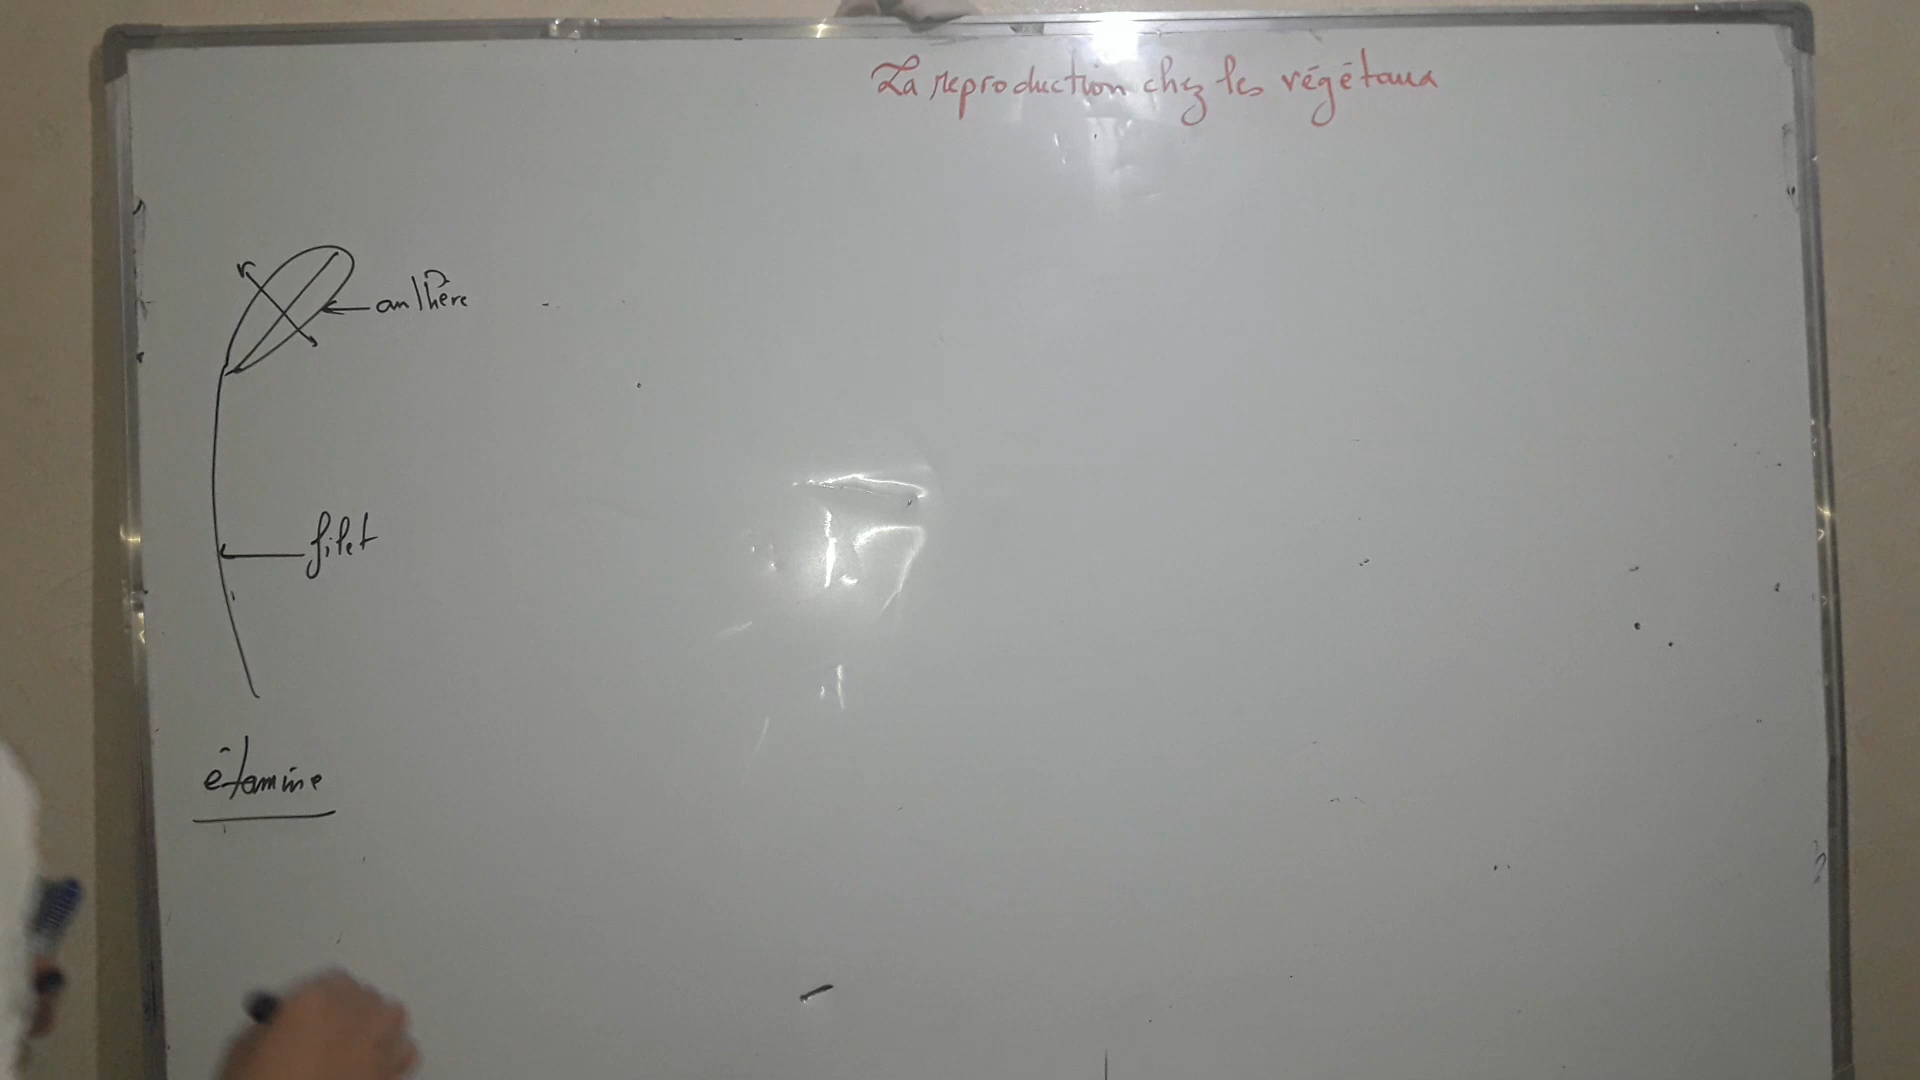 La reproduction chez les végétaux
anthère
filet
étamine